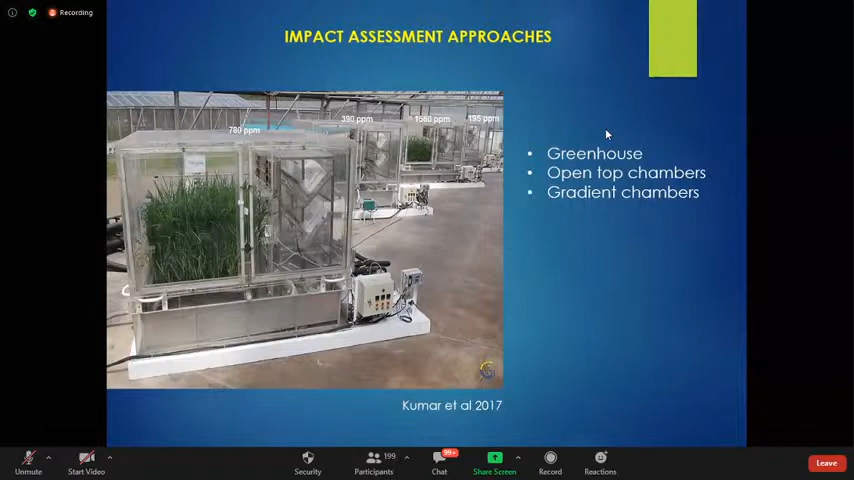 Recording
IMPACT ASSESSMENT APPROACHES
780 ppm
390 ppm
1560 ppm
195 ppm
• Greenhouse
• Open top chambers
• Gradient chambers
Kumar et al 2017
Unmute
Start Video
Security
199
Participants
99+
Chat
Share Screen
Record
Reactions
Leave